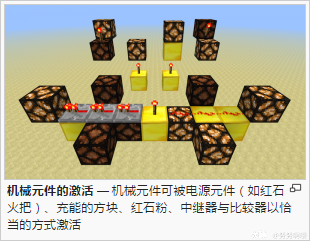 机械元件的激活 — 机械元件可被电源元件（如红石
火把）、充能的方块、红石粉、中继器与比较器以恰
当的方式激活